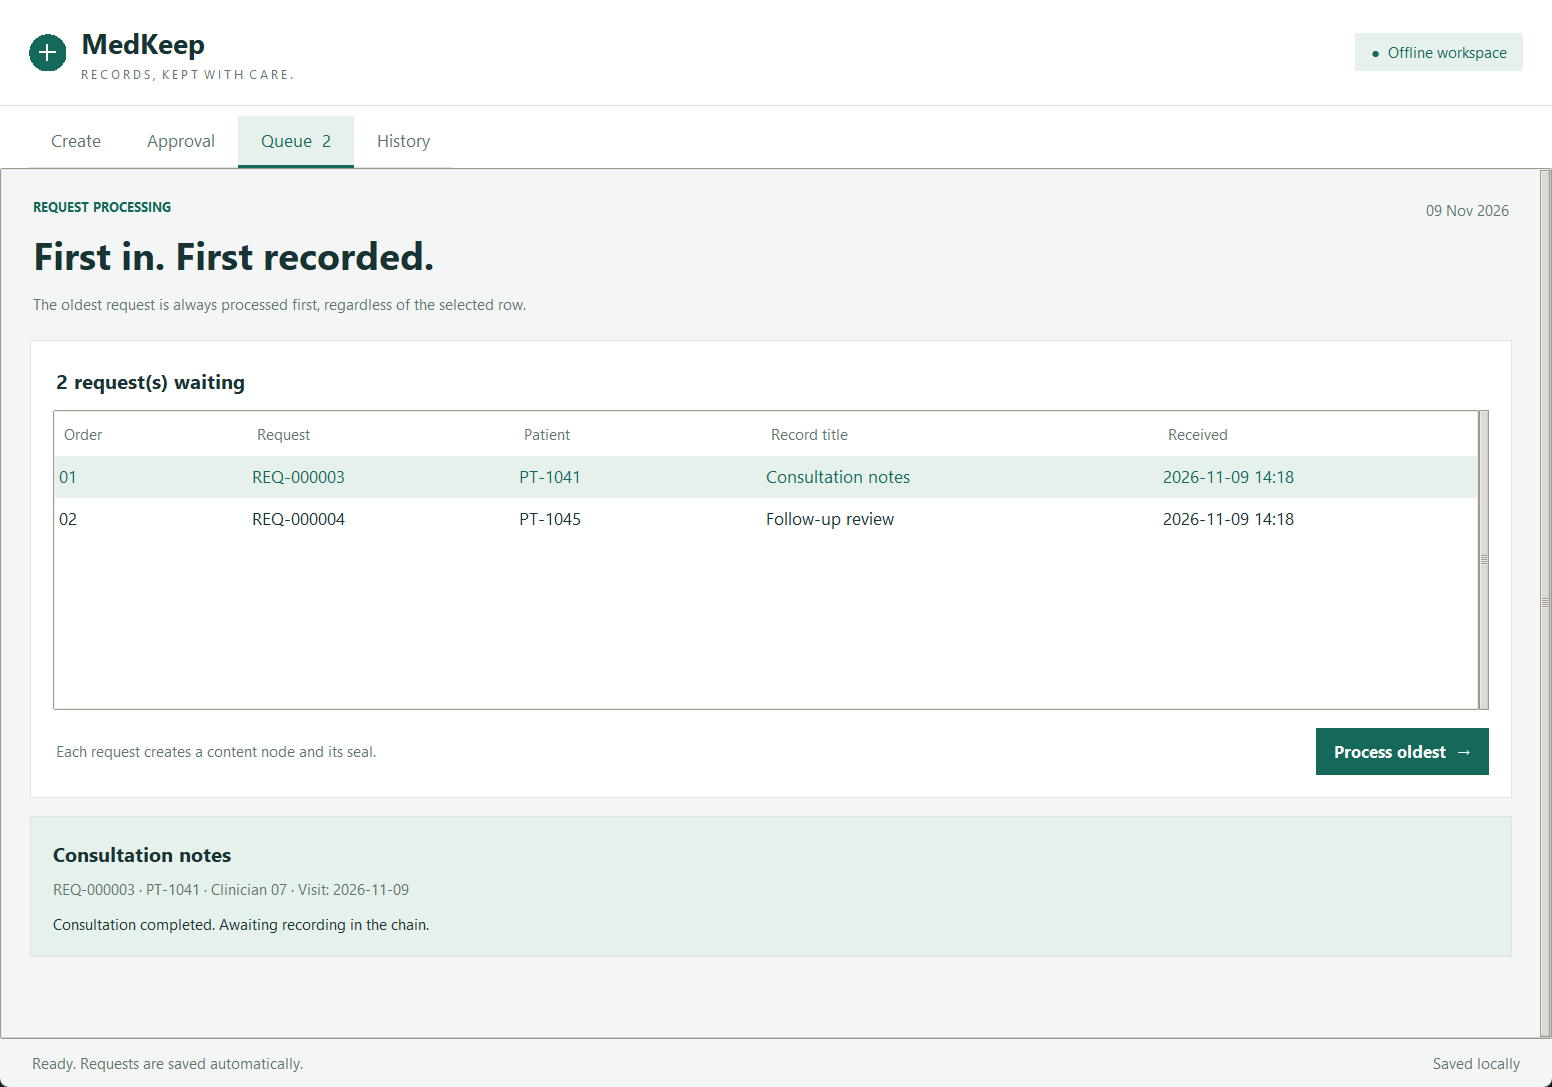 MedKeep
RECORDS, KEPT WITH CARE.
● Offline workspace
Create Approval Queue 2 History
REQUEST PROCESSING
09 Nov 2026
First in. First recorded.
The oldest request is always processed first, regardless of the selected row.
2 request(s) waiting
Order Request Patient Record title Received
01 REQ-000003 PT-1041 Consultation notes 2026-11-09 14:18
02 REQ-000004 PT-1045 Follow-up review 2026-11-09 14:18
Each request creates a content node and its seal.
Process oldest →
Consultation notes
REQ-000003 · PT-1041 · Clinician 07 · Visit: 2026-11-09
Consultation completed. Awaiting recording in the chain.
Ready. Requests are saved automatically.
Saved locally